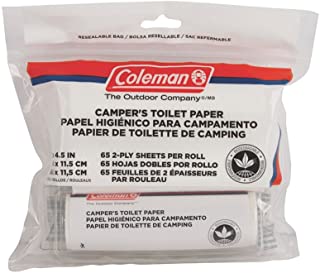 RESEALABLE BAG / BOLSA RESELLABLE / SAC REFERMABLE
Coleman
The Outdoor Company®/MD
CAMPER'S TOILET PAPER
PAPEL HIGIÉNICO PARA CAMPAMENTO
PAPIER DE TOILETTE DE CAMPING
4.5 IN
11,5 CM
11,5 CM
65 2-PLY SHEETS PER ROLL
65 HOJAS DOBLES POR ROLLO
65 FEUILLES DE 2 ÉPAISSEURS
PAR ROULEAU
Coleman
CAMPER'S TOILET PAPER
PAPEL HIGIÉNICO PARA CAMPAMENTO
PAPIER DE TOILETTE DE CAMPING